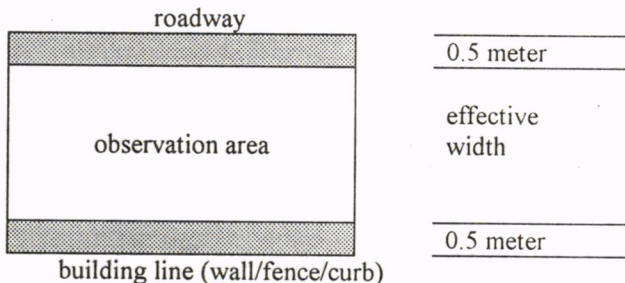 roadway
0.5 meter
observation area
effective
width
0.5 meter
building line (wall/fence/curb)